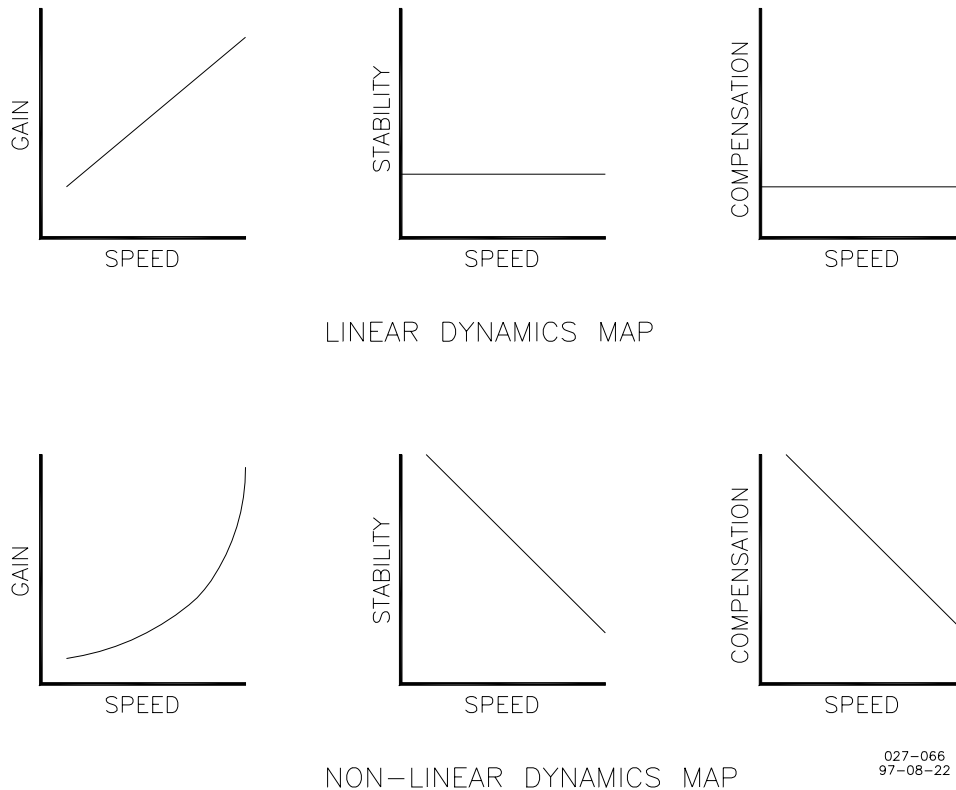 GAIN
SPEED
STABILITY
SPEED
COMPENSATION
SPEED
LINEAR DYNAMICS MAP
GAIN
SPEED
STABILITY
SPEED
COMPENSATION
SPEED
NON-LINEAR DYNAMICS MAP
027-066
97-08-22